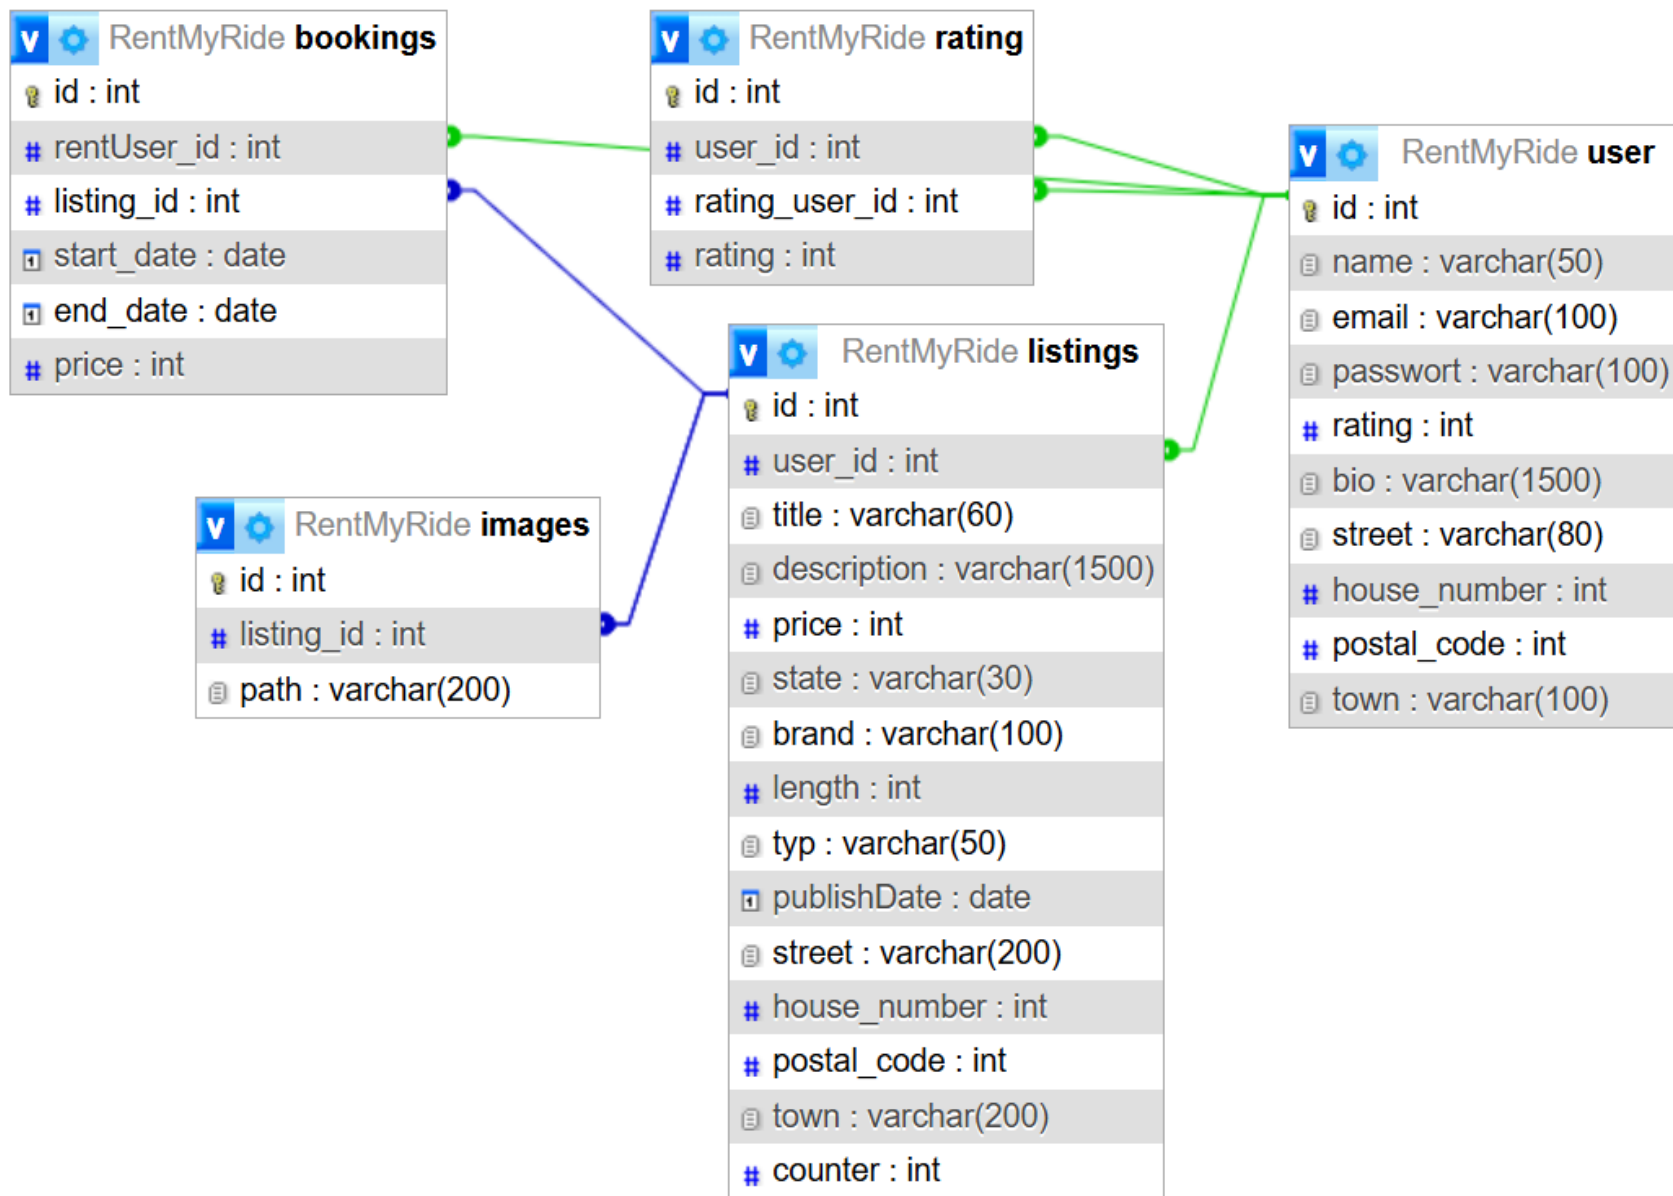 v RentMyRide bookings
id : int
rentUser_id : int
listing_id : int
start_date : date
end_date : date
price : int
v RentMyRide rating
id : int
user_id : int
rating_user_id : int
rating : int
v RentMyRide user
id : int
name : varchar(50)
email : varchar(100)
passwort : varchar(100)
rating : int
bio : varchar(1500)
street : varchar(80)
house_number : int
postal_code : int
town : varchar(100)
v RentMyRide listings
id : int
user_id : int
title : varchar(60)
description : varchar(1500)
price : int
state : varchar(30)
brand : varchar(100)
length : int
typ : varchar(50)
publishDate : date
street : varchar(200)
house_number : int
postal_code : int
town : varchar(200)
counter : int
v RentMyRide images
id : int
listing_id : int
path : varchar(200)